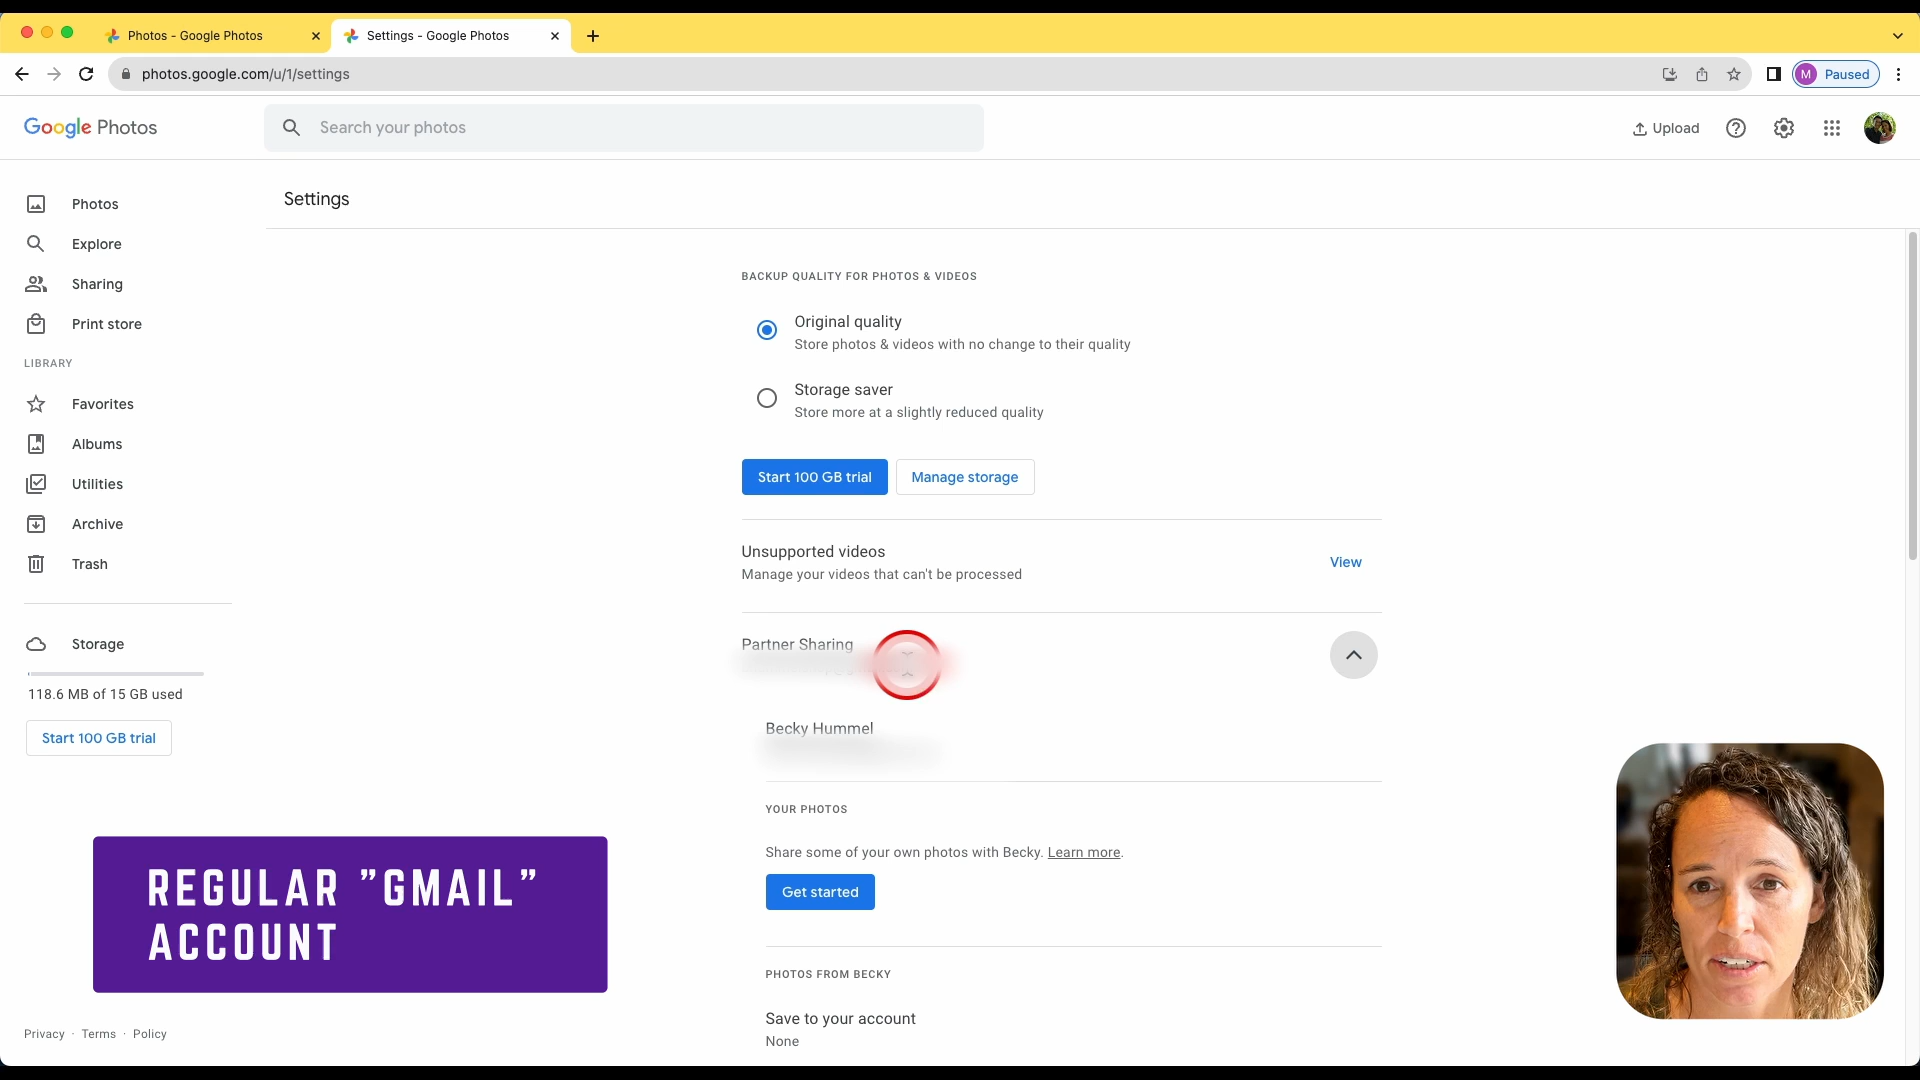 Photos - Google Photos
Settings - Google Photos
photos.google.com/u/1/settings
M Paused
Google Photos
Search your photos
Upload
Photos
Explore
Sharing
Print store
LIBRARY
Favorites
Albums
Utilities
Archive
Trash
Storage
118.6 MB of 15 GB used
Start 100 GB trial
Settings
BACKUP QUALITY FOR PHOTOS & VIDEOS
Original quality
Store photos & videos with no change to their quality
Storage saver
Store more at a slightly reduced quality
Start 100 GB trial
Manage storage
Unsupported videos
Manage your videos that can't be processed
View
Partner Sharing
Becky Hummel
YOUR PHOTOS
Share some of your own photos with Becky. Learn more.
Get started
PHOTOS FROM BECKY
Save to your account
None
REGULAR "GMAIL"
ACCOUNT
Privacy · Terms · Policy